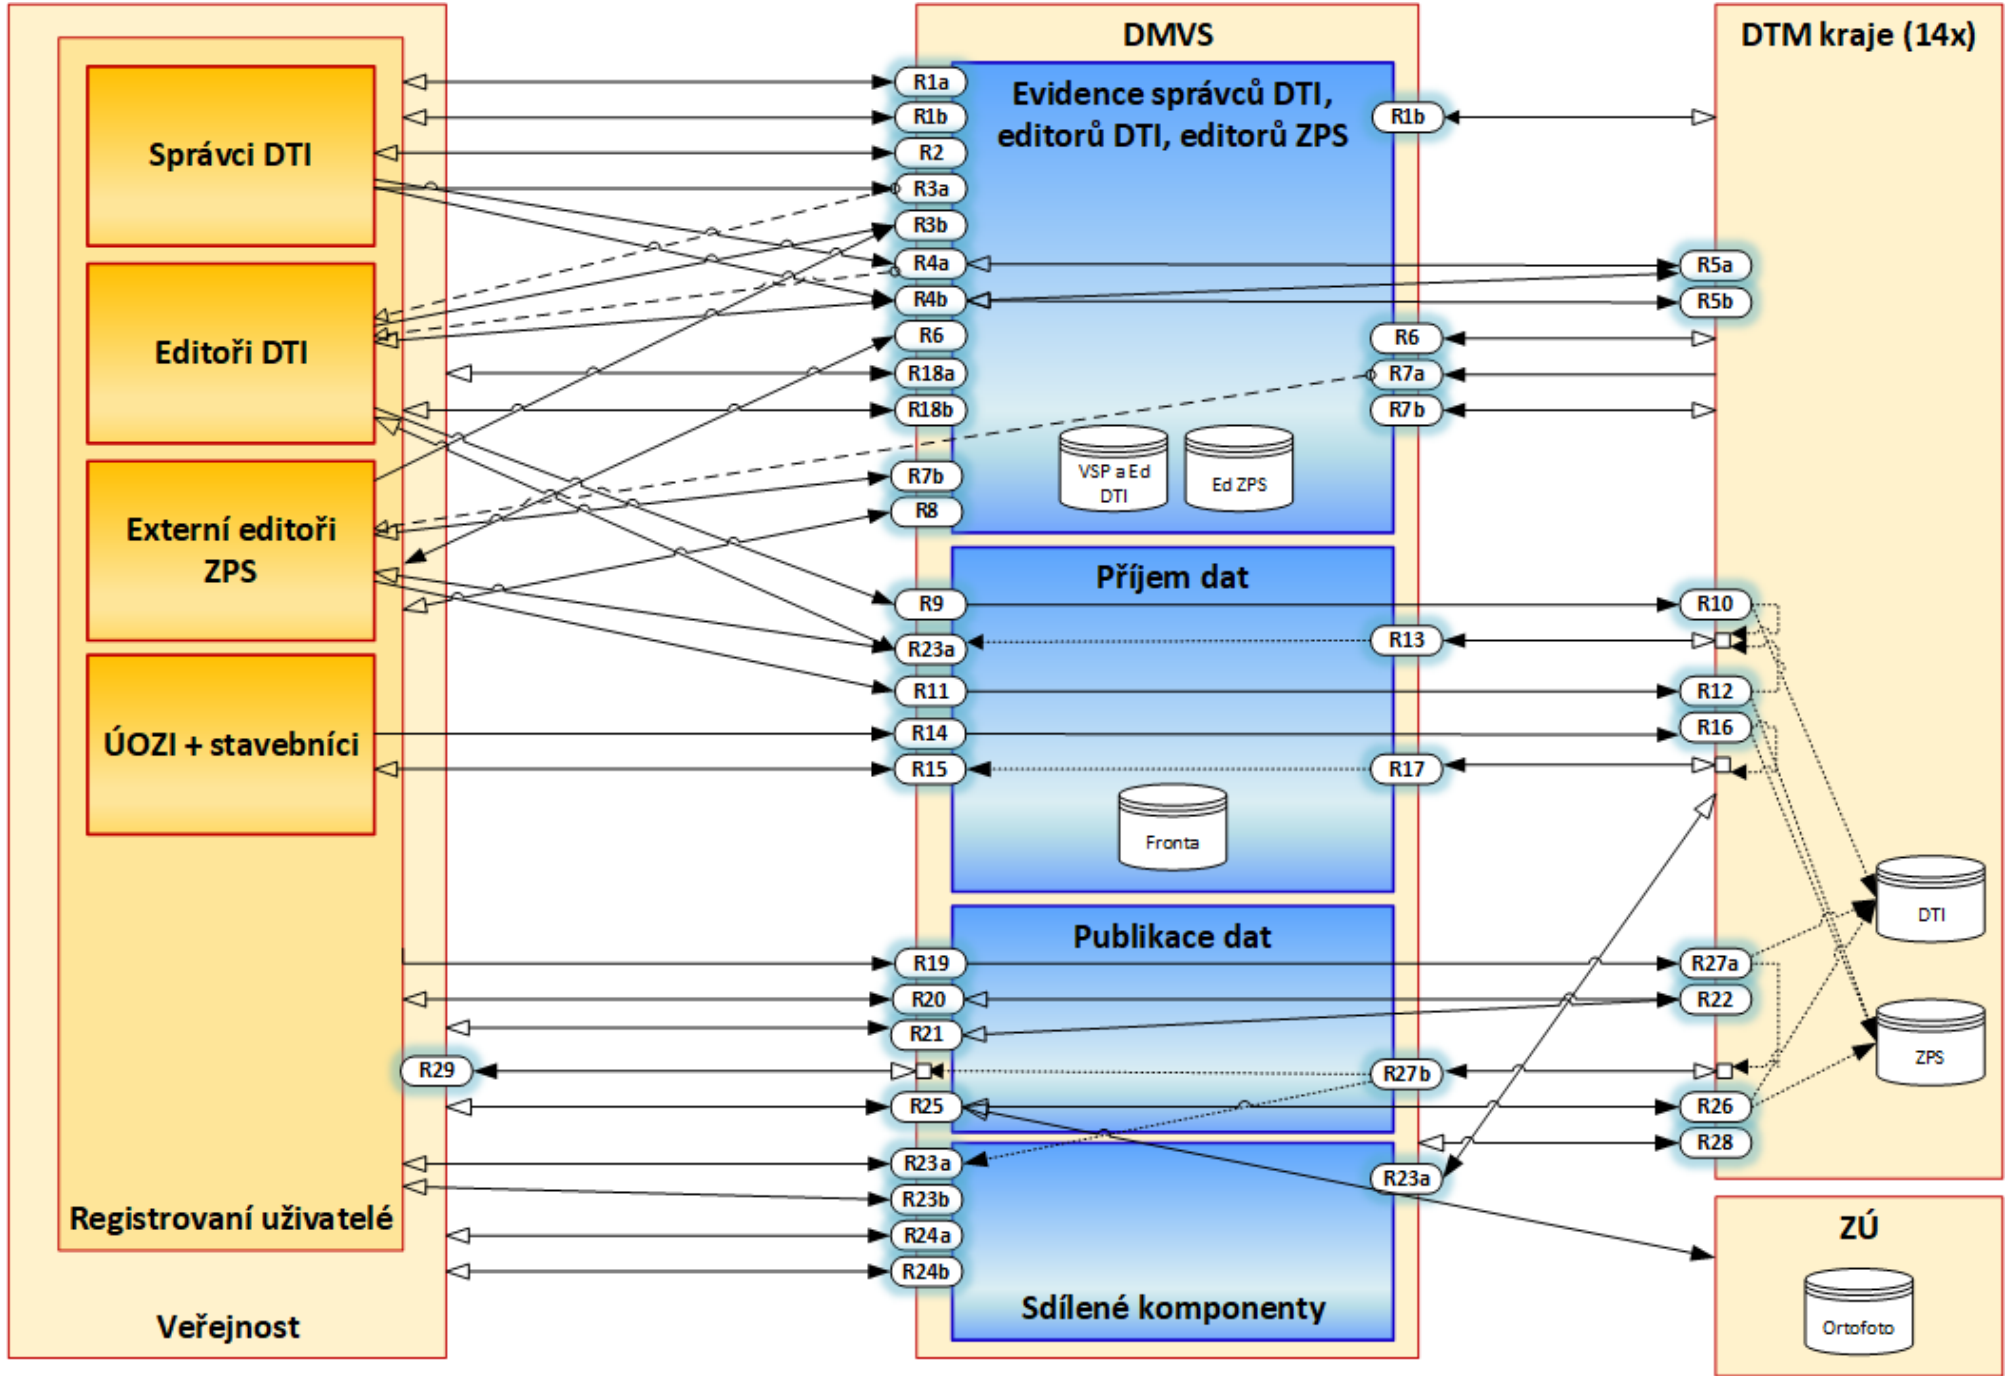 Správci DTI
Editoři DTI
Externí editoři
ZPS
ÚOZI + stavebníci
Registrovaní uživatelé
Veřejnost
R29
DMVS
Evidence správců DTI,
editorů DTI, editorů ZPS
R1a
R1b
R2
R3a
R3b
R4a
R4b
R6
R18a
R18b
R7b
R8
R1b
R6
R7a
R7b
VSP a Ed
DTI
Ed ZPS
Příjem dat
R9
R23a
R11
R14
R15
R13
R17
Fronta
Publikace dat
R19
R20
R21
R25
R27b
R23a
R23b
R24a
R24b
R23a
Sdílené komponenty
DTM kraje (14x)
R5a
R5b
R10
R12
R16
R27a
R22
R26
R28
DTI
ZPS
ZÚ
Ortofoto